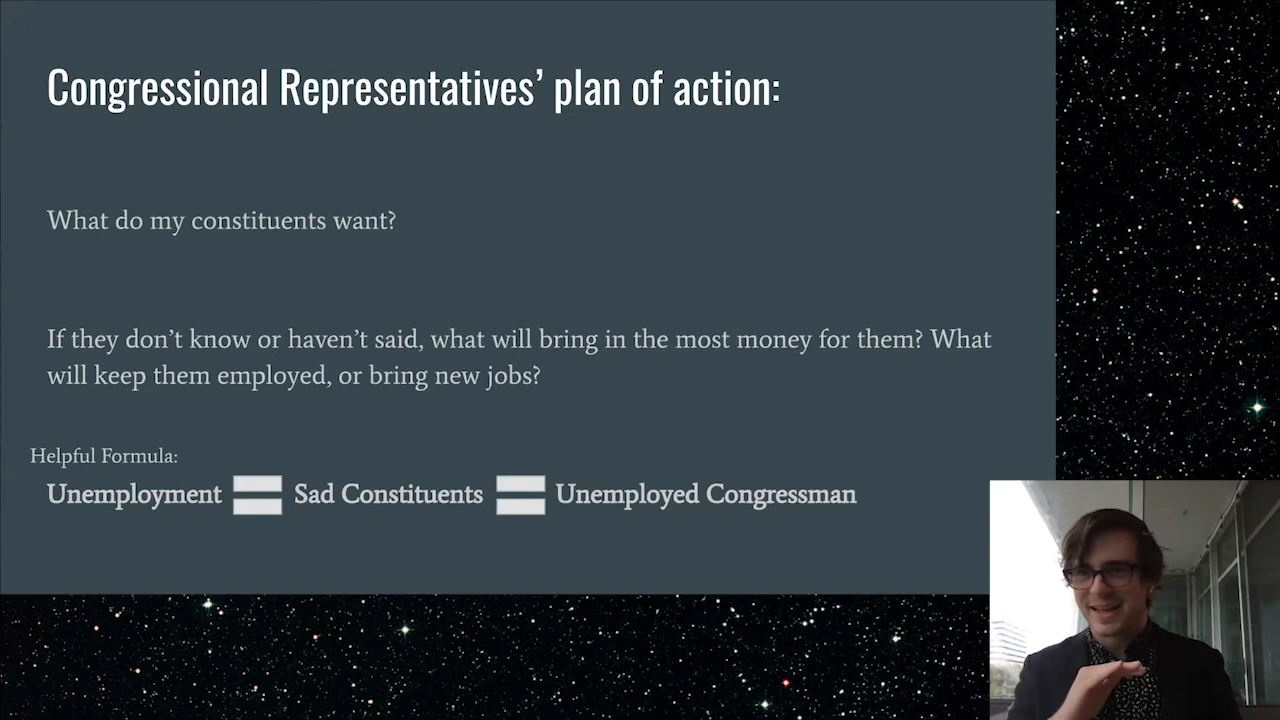 Congressional Representatives’ plan of action:
What do my constituents want?
If they don’t know or haven’t said, what will bring in the most money for them? What
will keep them employed, or bring new jobs?
Helpful Formula:
Unemployment = Sad Constituents = Unemployed Congressman